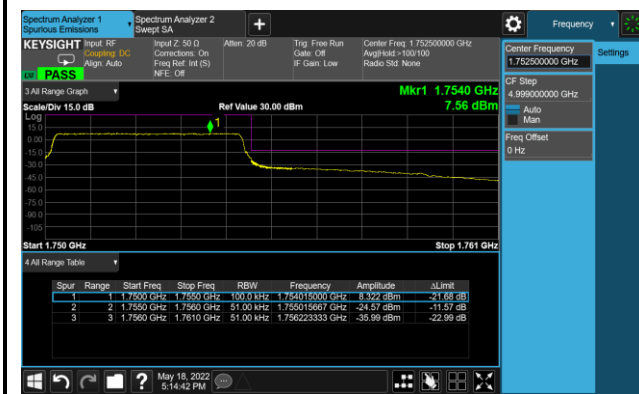 Spectrum Analyzer 1
Spurious Emissions
Spectrum Analyzer 2
Swept SA
+
Frequency
KEYSIGHT
Input: RF
Coupling: DC
Align: Auto
Input Z: 50 Ω
Corrections: On
Freq Ref: Int (S)
NFE: Off
Atten: 20 dB
Trig: Free Run
Gate: Off
IF Gain: Low
Center Freq: 1.752500000 GHz
Avg|Hold:>100/100
Radio Std: None
PASS
3 All Range Graph
Mkr1 1.7540 GHz
Scale/Div 15.0 dB
Ref Value 30.00 dBm
7.56 dBm
Log
15.0
0.00
-15.0
-30.0
-45.0
-60.0
-75.0
-90.0
-105
1
Start 1.750 GHz
Stop 1.761 GHz
4 All Range Table
Spur Range Start Freq Stop Freq RBW Frequency Amplitude ΔLimit
1 1 1.7500 GHz 1.7550 GHz 100.0 kHz 1.754015000 GHz 8.322 dBm -21.68 dB
2 2 1.7550 GHz 1.7560 GHz 51.00 kHz 1.755015667 GHz -24.57 dBm -11.57 dB
3 3 1.7560 GHz 1.7610 GHz 51.00 kHz 1.756223333 GHz -35.99 dBm -22.99 dB
Center Frequency
1.752500000 GHz
Settings
CF Step
4.999000000 GHz
Auto
Man
Freq Offset
0 Hz
?
May 18, 2022
5:14:42 PM